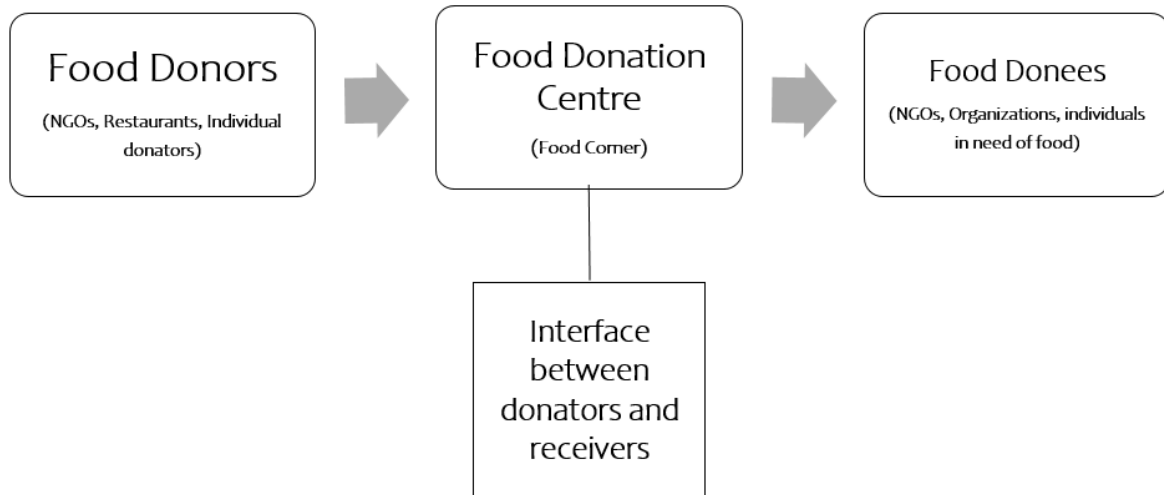 Food Donors
(NGOs, Restaurants, Individual
donators)
Food Donation
Centre
(Food Corner)
Food Donees
(NGOs, Organizations, individuals
in need of food)
Interface
between
donators and
receivers